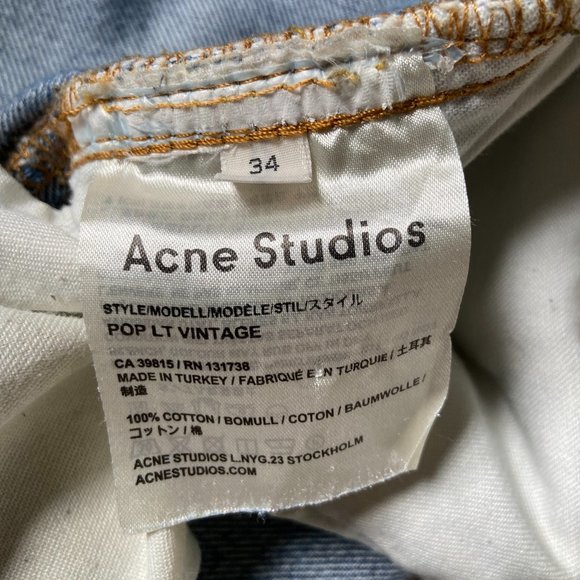 34
Acne Studios
STYLE/MODELL/MODÈLE/STIL/スタイル
POP LT VINTAGE
CA 39815 / RN 131738
MADE IN TURKEY / FABRIQUÉ EN TURQUIE / 土耳其
制造
100% COTTON / BOMULL / COTON / BAUMWOLLE /
コットン / 棉
ACNE STUDIOS L.NYG.23 STOCKHOLM
ACNESTUDIOS.COM